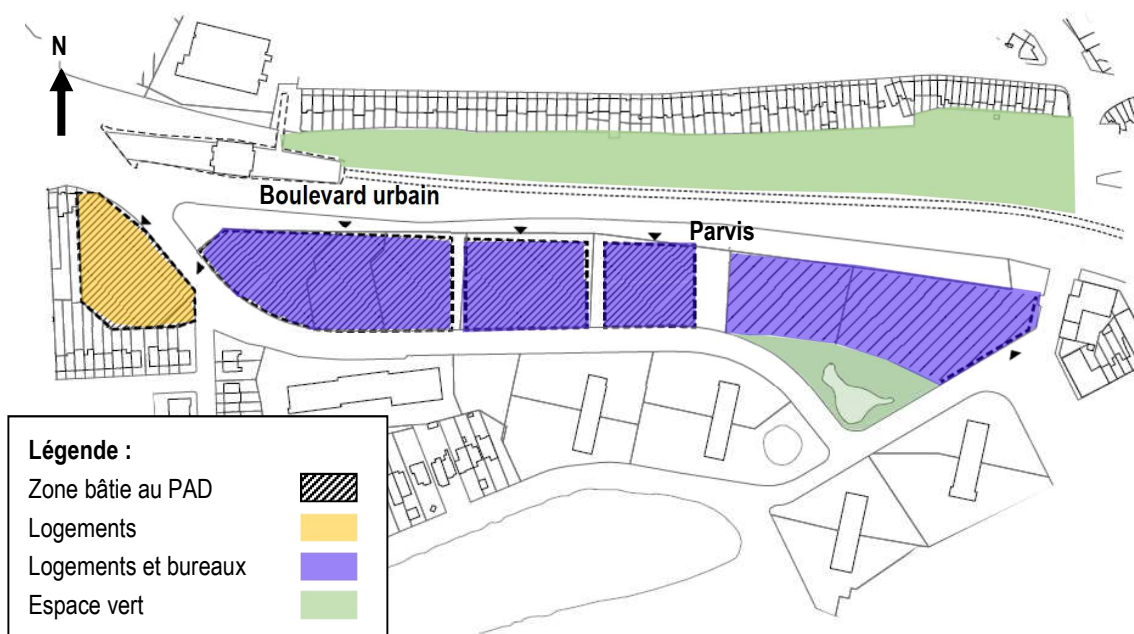 N
Boulevard urbain
Parvis
Légende :
Zone bâtie au PAD
Logements
Logements et bureaux
Espace vert